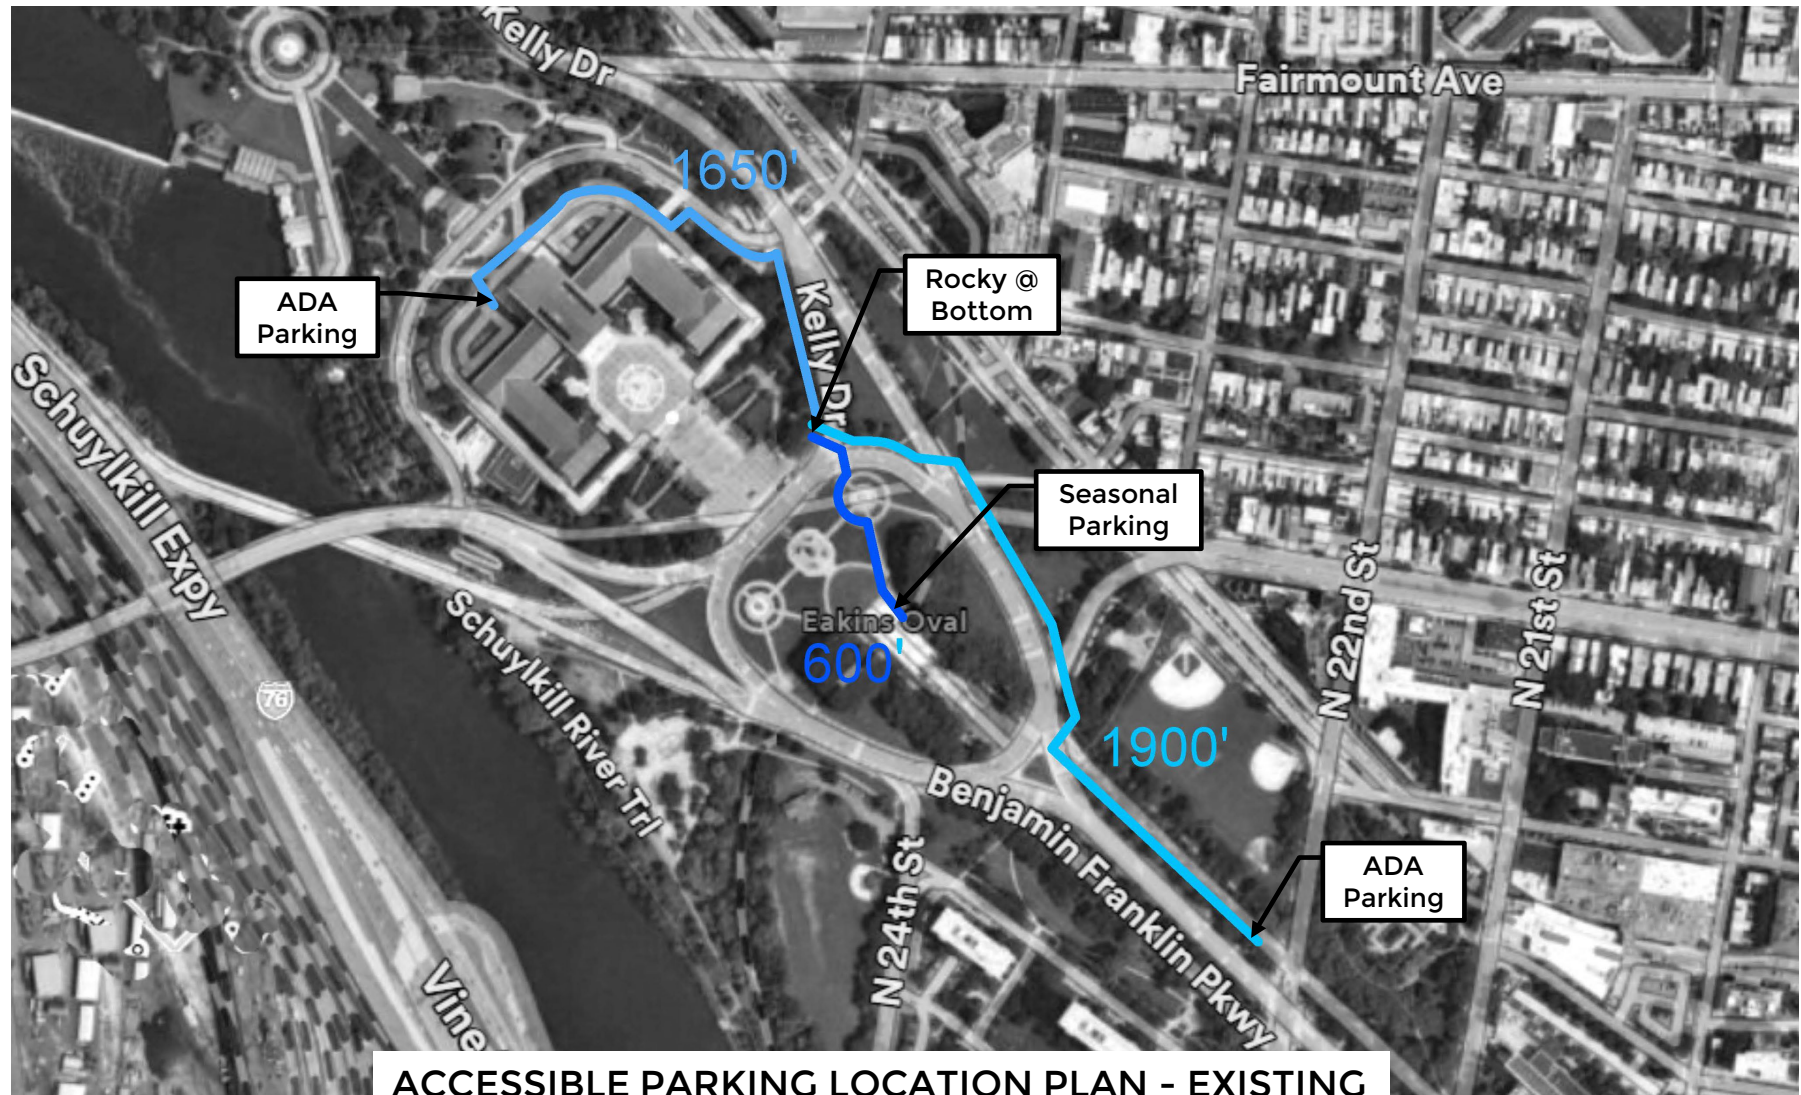 Kelly Dr
Fairmount Ave
1650'
Rocky @
Bottom
ADA
Parking
Kelly Dr
Schuylkill Expy
Seasonal
Parking
N 22nd St
N 21st St
Eakins Oval
600'
Schuylkill River Trl
76
1900'
Benjamin Franklin Pkwy
N 24th St
ADA
Parking
Vine
ACCESSIBLE PARKING LOCATION PLAN - EXISTING